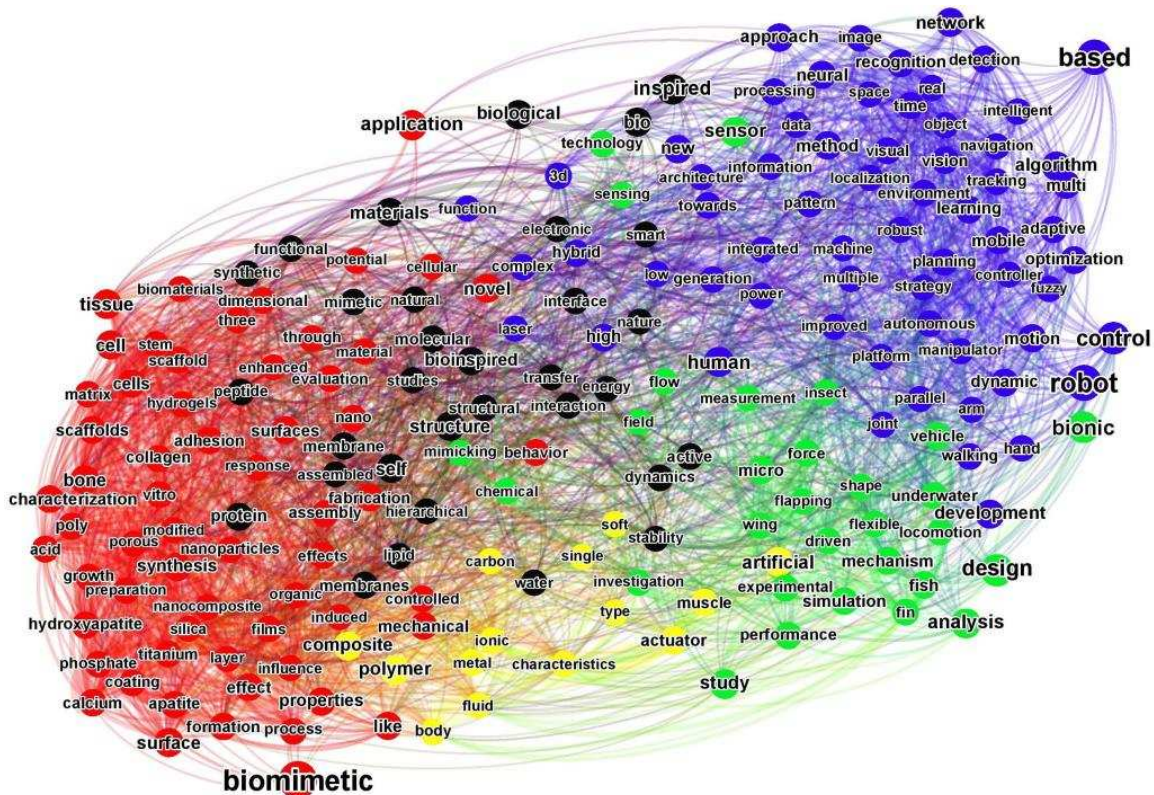 network
approach
image
based
recognition
detection
neural
inspired
processing
space
real
time
intelligent
biological
application
bio
sensor
data
object
technology
new
method
visual
navigation
algorithm
information
vision
3d
architecture
localization
tracking
multi
sensing
environment
materials
function
towards
pattern
learning
electronic
smart
robust
mobile
adaptive
functional
potential
hybrid
integrated
machine
synthetic
cellular
complex
low
generation
multiple
planning
controller
optimization
biomaterials
novel
power
strategy
fuzzy
tissue
dimensional
mimetic
natural
interface
three
nature
laser
high
improved
autonomous
cell
stem
through
molecular
motion
control
scaffold
material
bioinspired
human
platform
manipulator
enhanced
evaluation
studies
transfer
energy
flow
measurement
insect
dynamic
robot
matrix
cells
peptide
hydrogels
structural
interaction
parallel
arm
scaffolds
surfaces
nano
structure
field
joint
vehicle
bionic
adhesion
membrane
mimicking
behavior
active
force
walking
hand
collagen
response
assembled
self
micro
bone
dynamics
characterization
vitro
fabrication
chemical
flapping
shape
underwater
poly
modified
protein
assembly
hierarchical
development
porous
nanoparticles
soft
wing
flexible
locomotion
acid
effects
lipid
stability
driven
synthesis
carbon
single
artificial
mechanism
growth
preparation
membranes
water
investigation
experimental
fish
design
organic
controlled
simulation
nanocomposite
type
muscle
fin
hydroxyapatite
silica
films
induced
mechanical
analysis
composite
ionic
actuator
performance
phosphate
titanium
layer
influence
polymer
metal
characteristics
coating
effect
study
calcium
apatite
properties
fluid
formation
process
like
body
surface
biomimetic